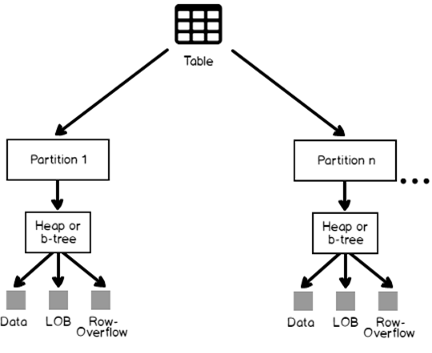 Table
Partition 1
Partition n
Heap or
b-tree
Heap or
b-tree
Data
LOB
Row-
Overflow
Data
LOB
Row-
Overflow